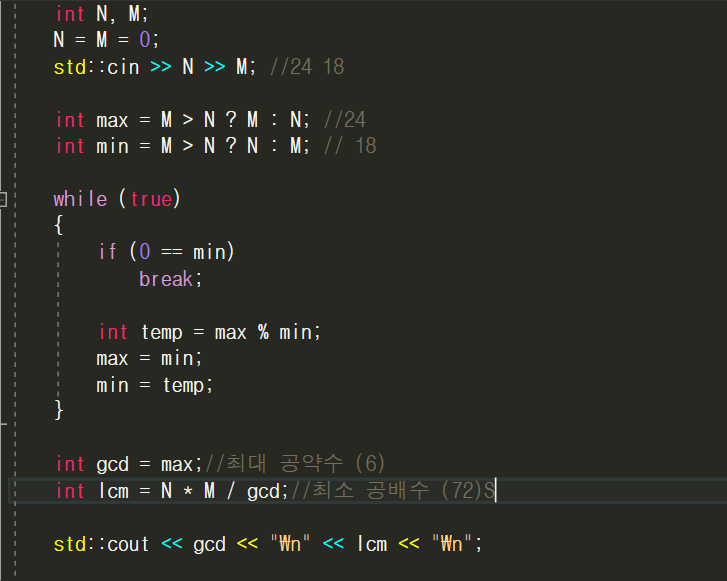 int N, M;
N = M = 0;
std::cin >> N >> M; //24 18
int max = M > N ? M : N; //24
int min = M > N ? N : M; // 18
while (true)
{
if (0 == min)
break;
int temp = max % min;
max = min;
min = temp;
}
int gcd = max;//최대 공약수 (6)
int lcm = N * M / gcd;//최소 공배수 (72)S
std::cout << gcd << "₩n" << lcm << "₩n";